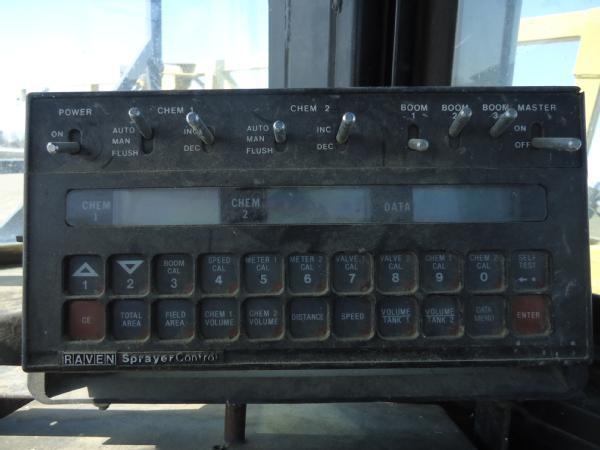 POWER CHEM 1 CHEM 2 BOOM 1 BOOM 2 BOOM 3 MASTER
ON AUTO INC AUTO INC ON
MAN MAN
FLUSH DEC FLUSH DEC OFF
CHEM 1 CHEM 2 DATA
1 2 BOOM CAL 3 SPEED CAL 4 METER 1 CAL 5 METER 2 CAL 6 VALVE 1 CAL 7 VALVE 2 CAL 8 CHEM 1 CAL 9 CHEM 2 CAL 0 SELF TEST
CE TOTAL AREA FIELD AREA CHEM 1 VOLUME CHEM 2 VOLUME DISTANCE SPEED VOLUME TANK 1 VOLUME TANK 2 DATA MENU ENTER
RAVEN Sprayer Control